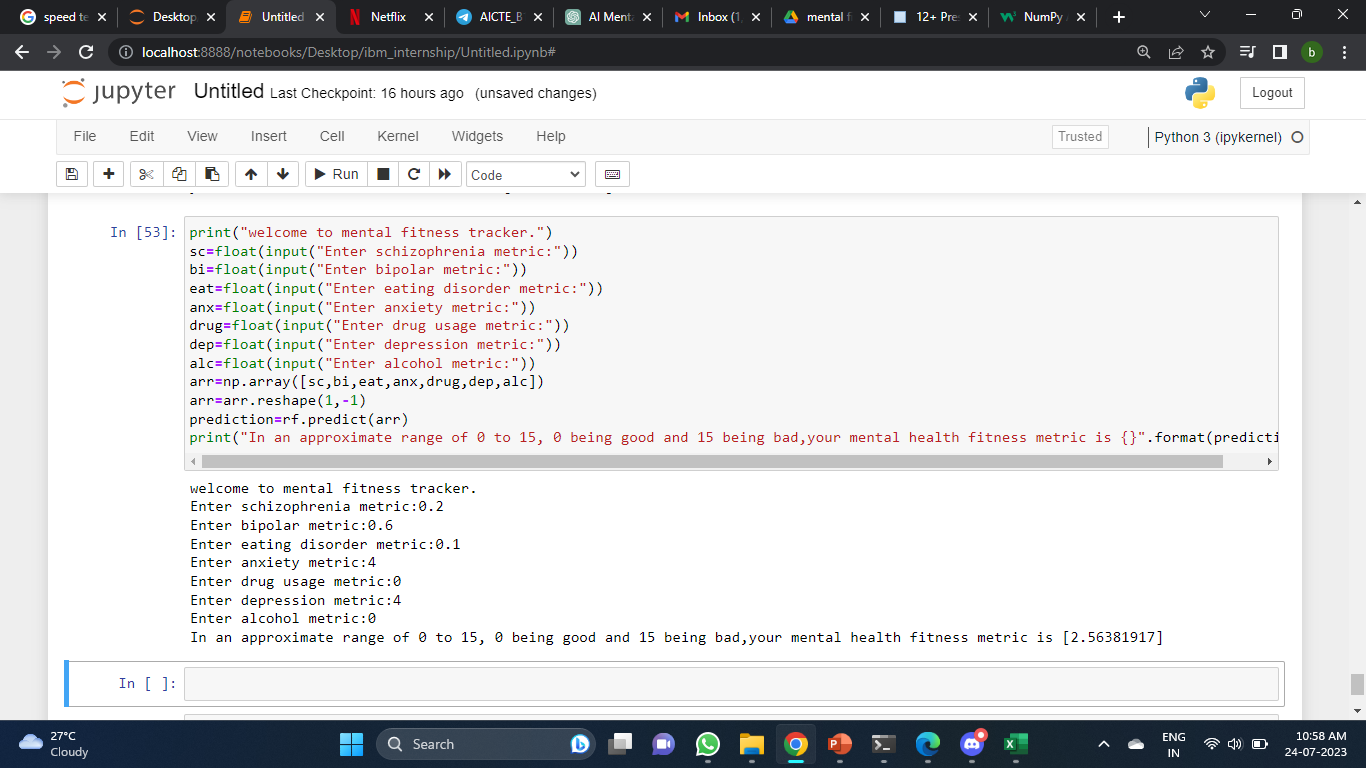 speed te
Desktop
Untitled
Netflix
AICTE_B
AI Menta
Inbox (1
mental f
12+ Pre
NumPy
localhost:8888/notebooks/Desktop/ibm_internship/Untitled.ipynb#
b
jupyter Untitled Last Checkpoint: 16 hours ago (unsaved changes)
Logout
File Edit View Insert Cell Kernel Widgets Help
Trusted
Python 3 (ipykernel)
Run
Code
In [53]:
print("welcome to mental fitness tracker.")
sc=float(input("Enter schizophrenia metric:"))
bi=float(input("Enter bipolar metric:"))
eat=float(input("Enter eating disorder metric:"))
anx=float(input("Enter anxiety metric:"))
drug=float(input("Enter drug usage metric:"))
dep=float(input("Enter depression metric:"))
alc=float(input("Enter alcohol metric:"))
arr=np.array([sc,bi,eat,anx,drug,dep,alc])
arr=arr.reshape(1,-1)
prediction=rf.predict(arr)
print("In an approximate range of 0 to 15, 0 being good and 15 being bad,your mental health fitness metric is {}".format(predicti
welcome to mental fitness tracker.
Enter schizophrenia metric:0.2
Enter bipolar metric:0.6
Enter eating disorder metric:0.1
Enter anxiety metric:4
Enter drug usage metric:0
Enter depression metric:4
Enter alcohol metric:0
In an approximate range of 0 to 15, 0 being good and 15 being bad,your mental health fitness metric is [2.56381917]
In [ ]:
27°C
Cloudy
Search
ENG
IN
10:58 AM
24-07-2023